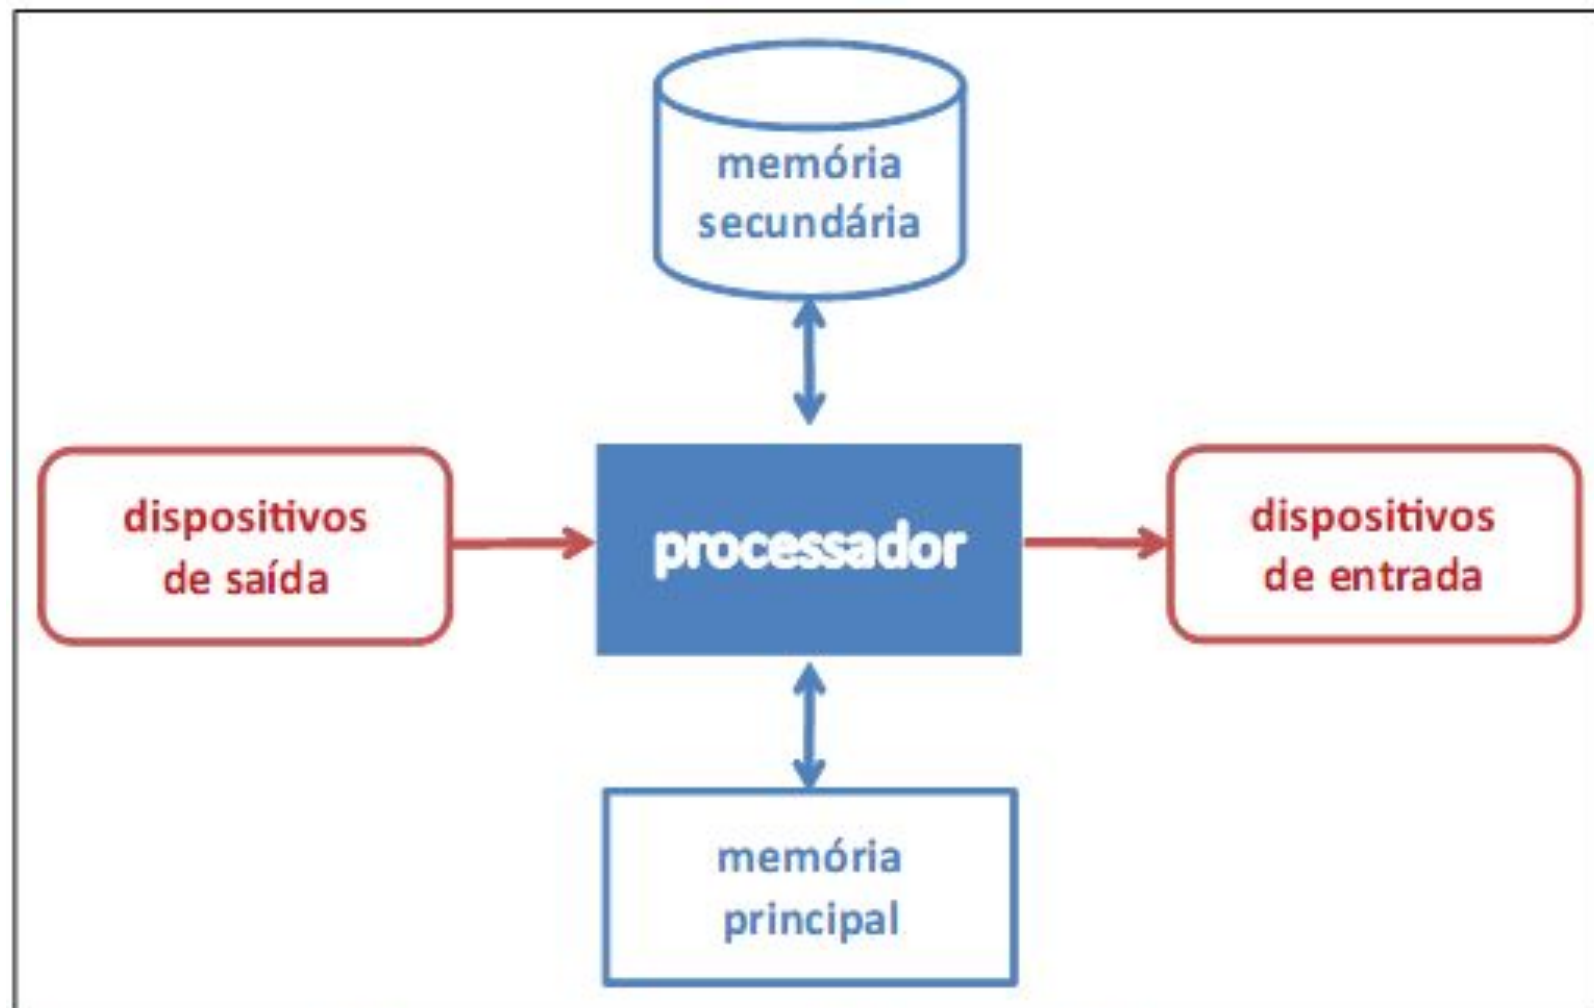 memória
secundária
dispositivos
de saída
processador
dispositivos
de entrada
memória
principal